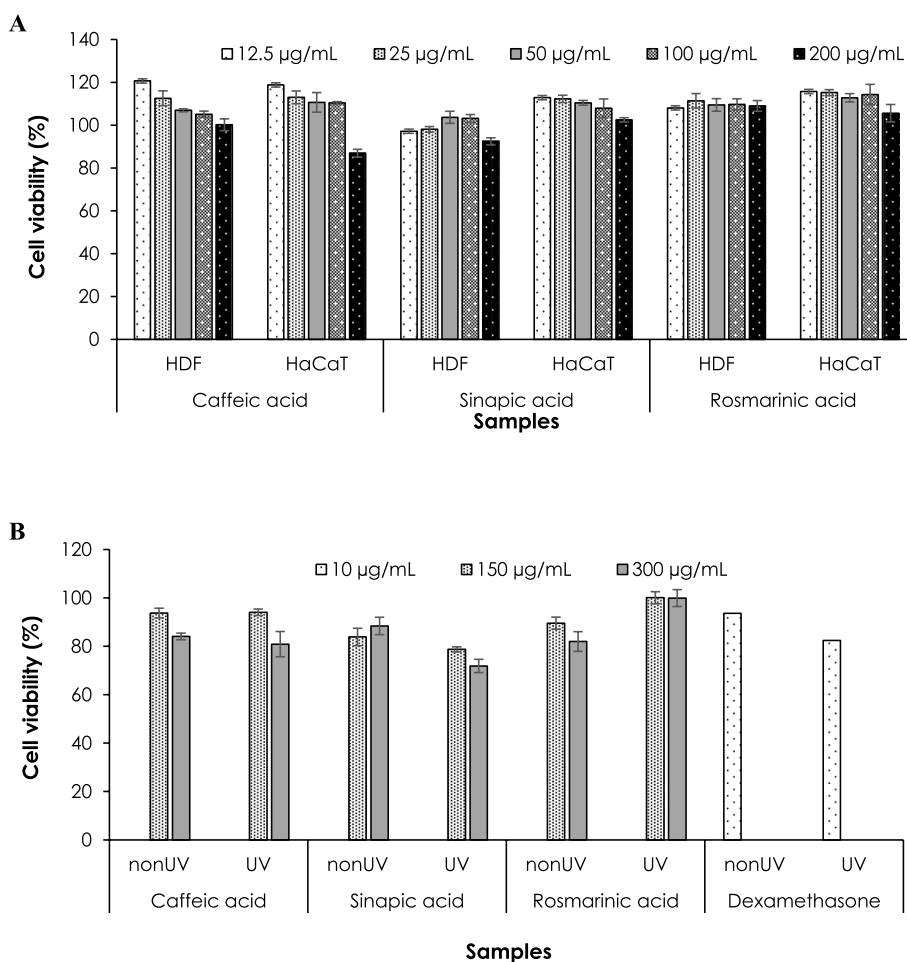 A
140
12.5 µg/mL 25 µg/mL 50 µg/mL 100 µg/mL 200 µg/mL
120
100
80
60
40
20
0
Cell viability (%)
HDF HaCaT HDF HaCaT HDF HaCaT
Caffeic acid Sinapic acid Rosmarinic acid
Samples
B
120
10 µg/mL 150 µg/mL 300 µg/mL
100
80
60
40
20
0
Cell viability (%)
nonUV UV nonUV UV nonUV UV nonUV UV
Caffeic acid Sinapic acid Rosmarinic acid Dexamethasone
Samples